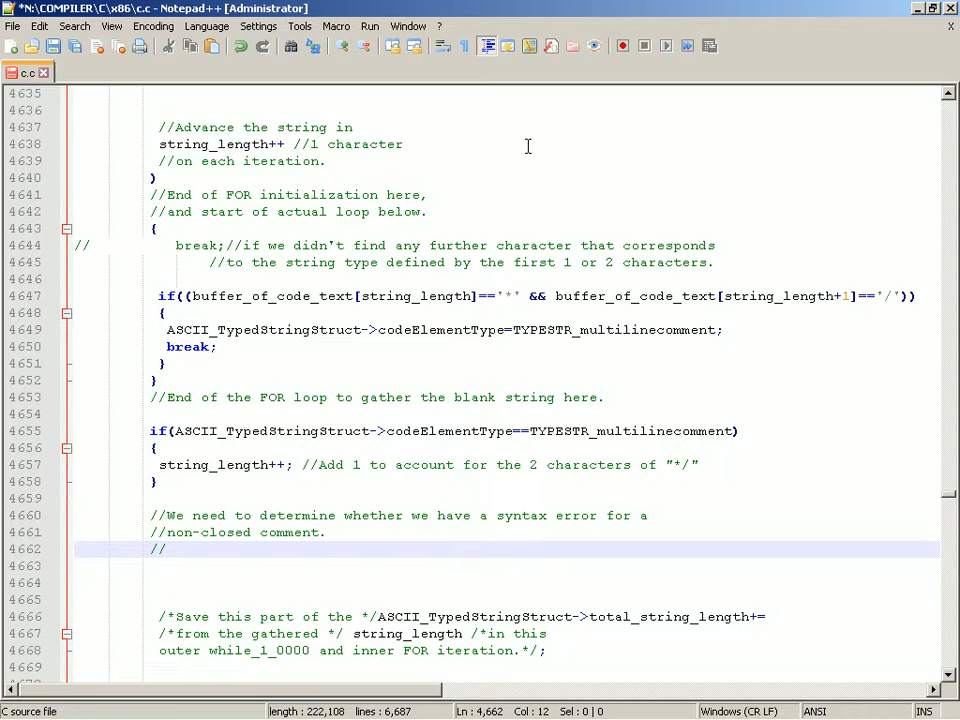 *N:\COMPILER\C\x86\c.c - Notepad++ [Administrator]
File Edit Search View Encoding Language Settings Tools Macro Run Window ? X
c.c
4635
4636
4637 //Advance the string in
4638 string_length++ //1 character
4639 //on each iteration.
4640 )
4641 //End of FOR initialization here,
4642 //and start of actual loop below.
4643 {
4644 // break;//if we didn't find any further character that corresponds
4645 //to the string type defined by the first 1 or 2 characters.
4646
4647 if((buffer_of_code_text[string_length]=='*' && buffer_of_code_text[string_length+1]=='/'))
4648 {
4649 ASCII_TypedStringStruct->codeElementType=TYPESTR_multilinecomment;
4650 break;
4651 }
4652 }
4653 //End of the FOR loop to gather the blank string here.
4654
4655 if(ASCII_TypedStringStruct->codeElementType==TYPESTR_multilinecomment)
4656 {
4657 string_length++; //Add 1 to account for the 2 characters of "*/"
4658 }
4659
4660 //We need to determine whether we have a syntax error for a
4661 //non-closed comment.
4662 //
4663
4664
4665
4666 /*Save this part of the */ASCII_TypedStringStruct->total_string_length+=
4667 /*from the gathered */ string_length /*in this
4668 outer while_1_0000 and inner FOR iteration.*/;
4669
C source file length : 222,108 lines : 6,687 Ln : 4,662 Col : 12 Sel : 0 | 0 Windows (CR LF) ANSI INS